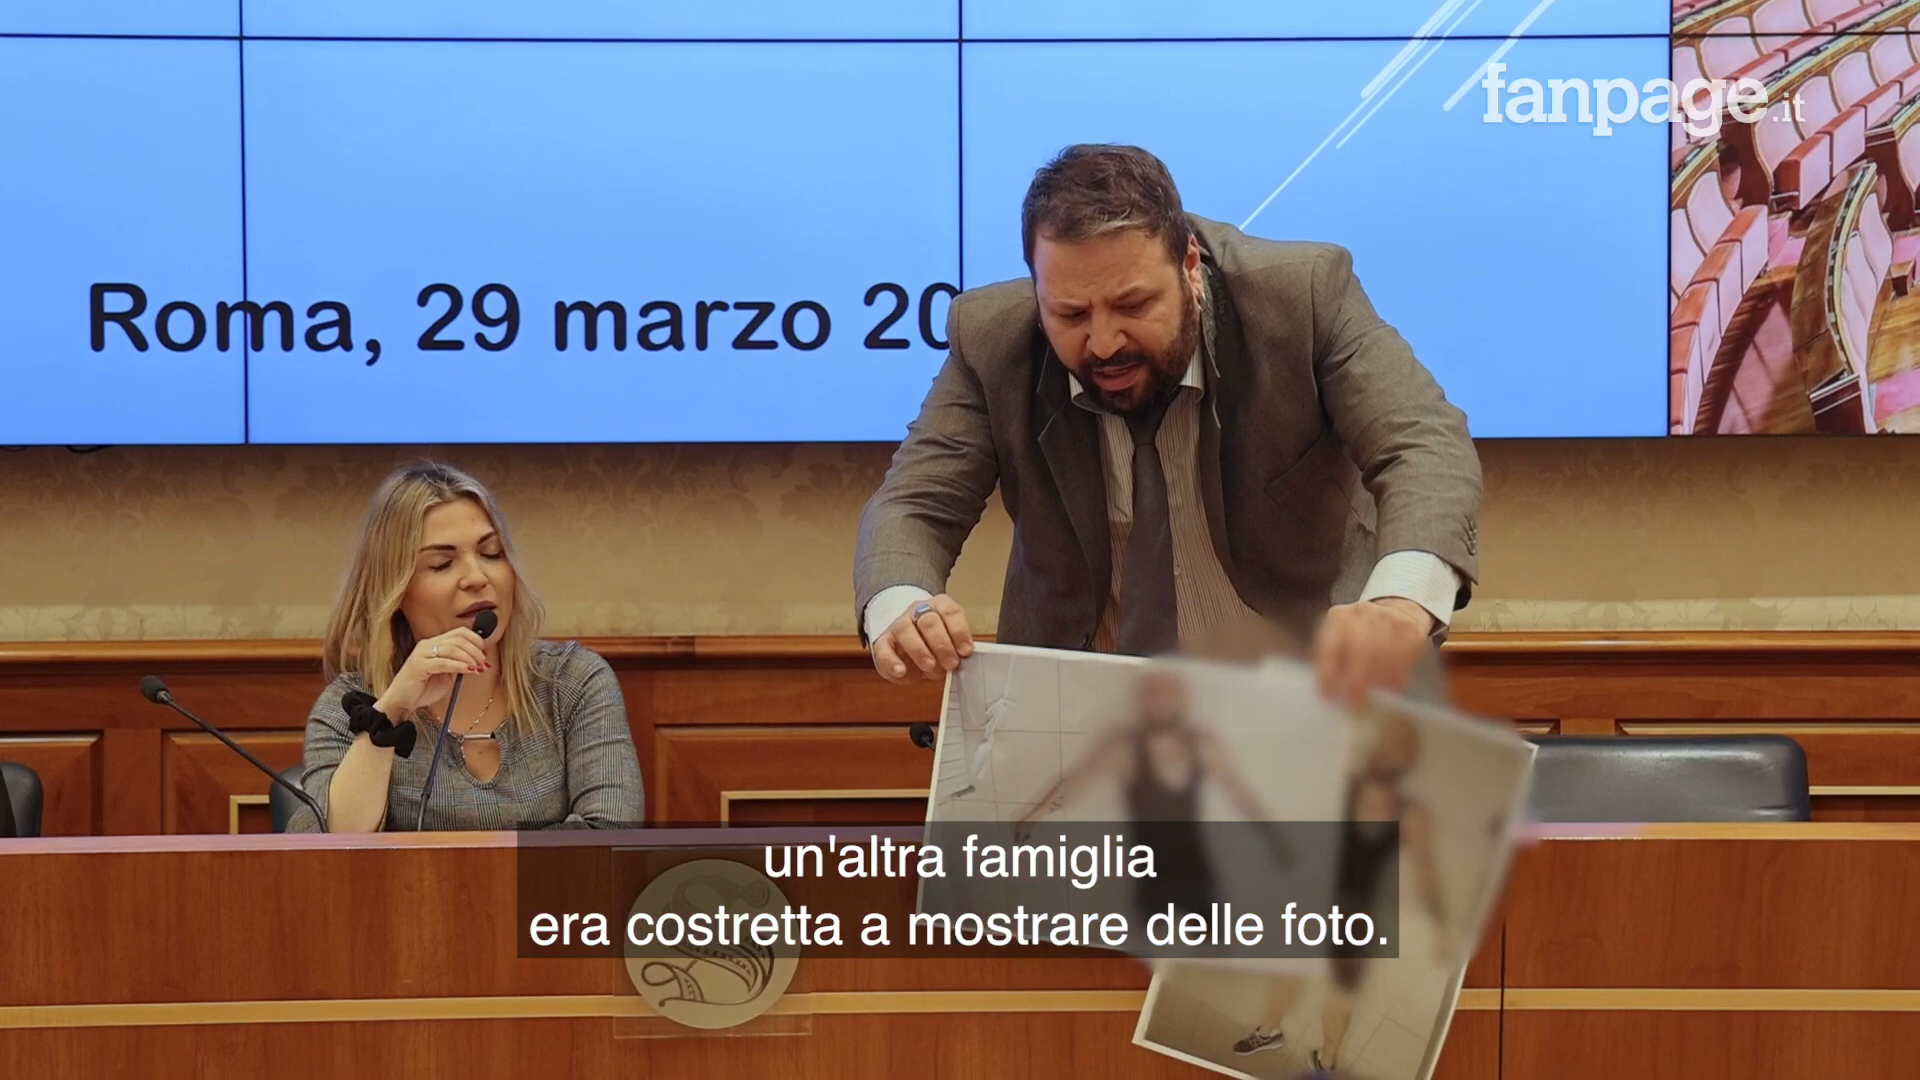 fanpage.it
Roma, 29 marzo 20
un'altra famiglia
era costretta a mostrare delle foto.